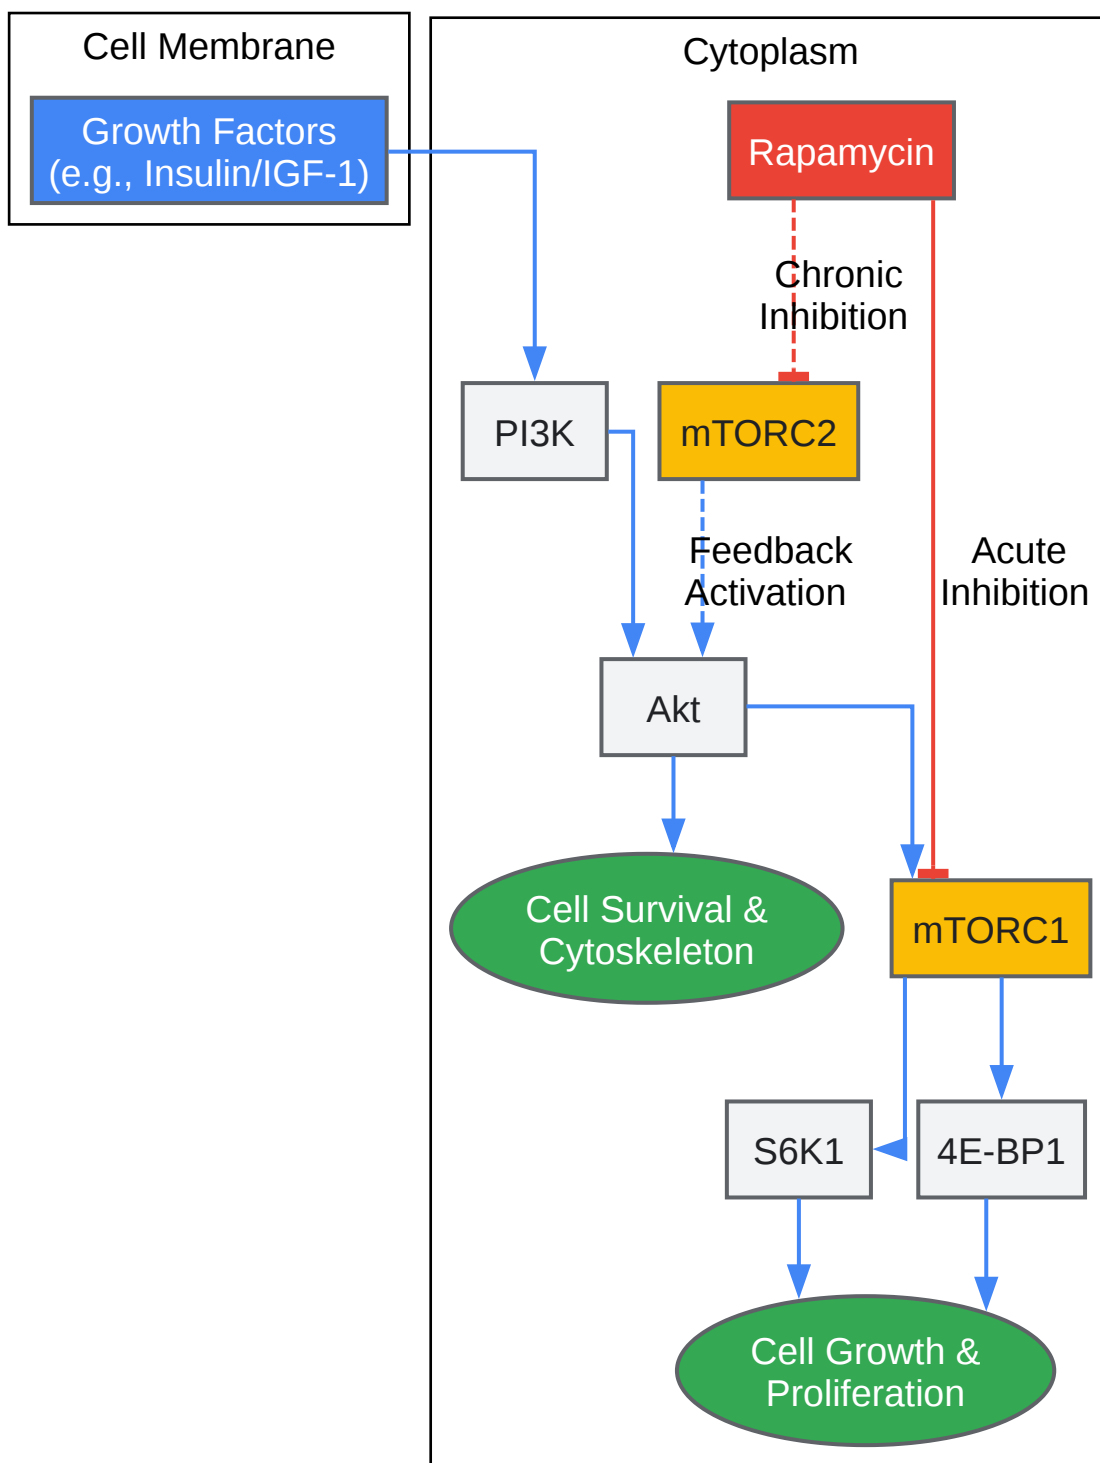 Cell Membrane
Growth Factors
(e.g., Insulin/IGF-1)
Cytoplasm
Rapamycin
Chronic
Inhibition
PI3K
mTORC2
Feedback
Activation
Acute
Inhibition
Akt
Cell Survival &
Cytoskeleton
mTORC1
S6K1
4E-BP1
Cell Growth &
Proliferation